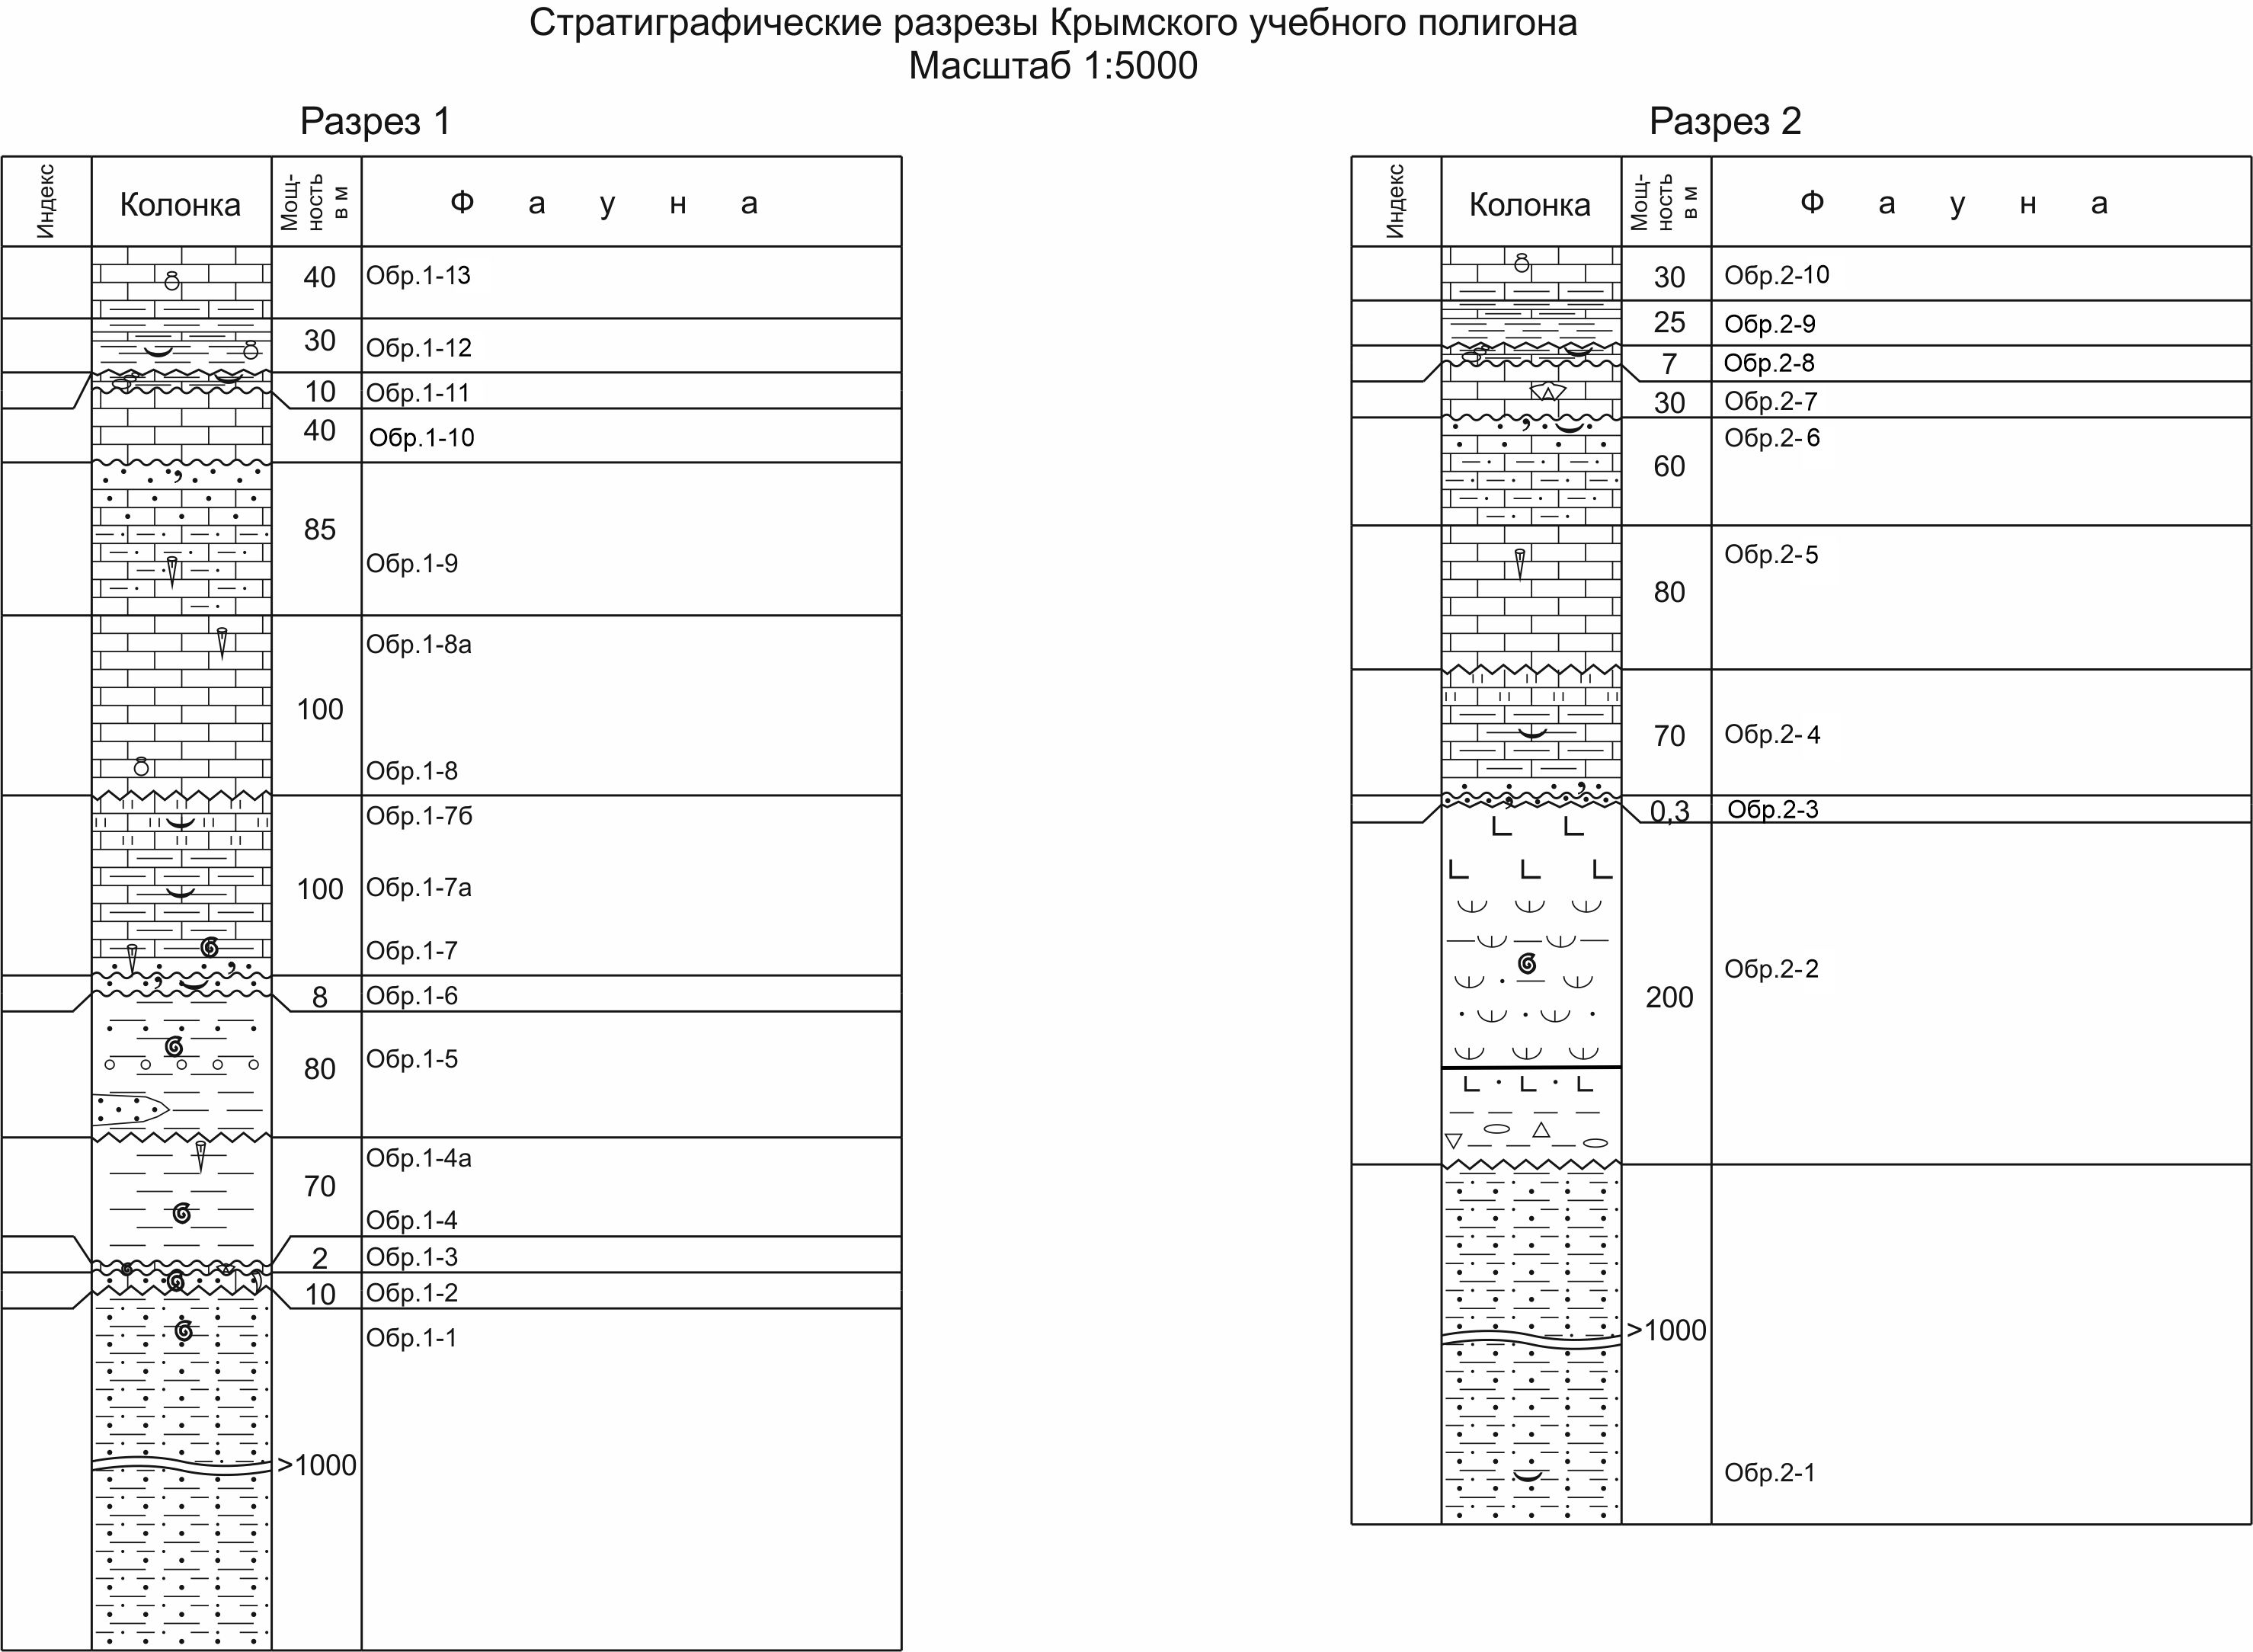 Стратиграфические разрезы Крымского учебного полигона
Масштаб 1:5000
Разрез 1
Индекс
Колонка
Мощ-
ность
в м
Ф а у н а
40 Обр.1-13
30 Обр.1-12
10 Обр.1-11
40 Обр.1-10
85 Обр.1-9
Обр.1-8а
100
Обр.1-8
Обр.1-7б
100 Обр.1-7а
Обр.1-7
8 Обр.1-6
80 Обр.1-5
Обр.1-4а
70
Обр.1-4
2 Обр.1-3
10 Обр.1-2
Обр.1-1
>1000
Разрез 2
Индекс
Колонка
Мощ-
ность
в м
Ф а у н а
30 Обр.2-10
25 Обр.2-9
7 Обр.2-8
30 Обр.2-7
Обр.2-6
60
Обр.2-5
80
70 Обр.2-4
0,3 Обр.2-3
Обр.2-2
200
>1000
Обр.2-1